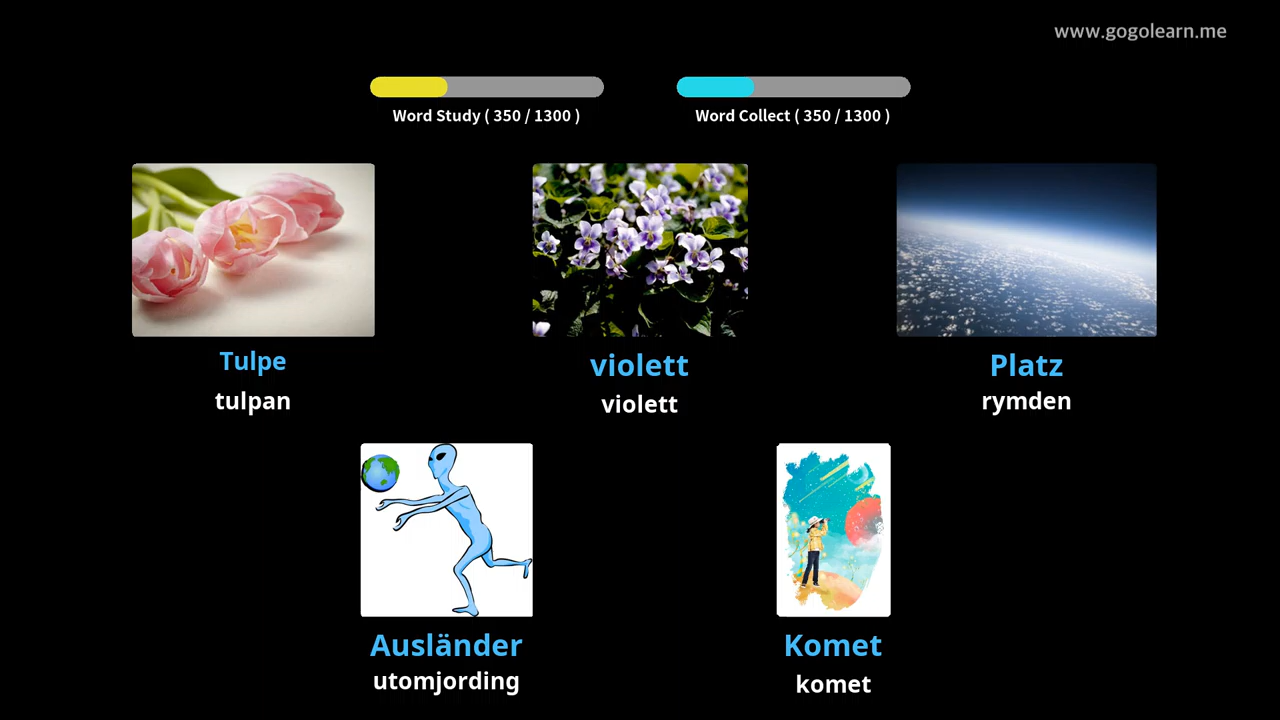 www.gogolearn.me
Word Study ( 350 / 1300 )
Word Collect ( 350 / 1300 )
Tulpe
tulpan
violett
violett
Platz
rymden
Ausländer
utomjording
Komet
komet